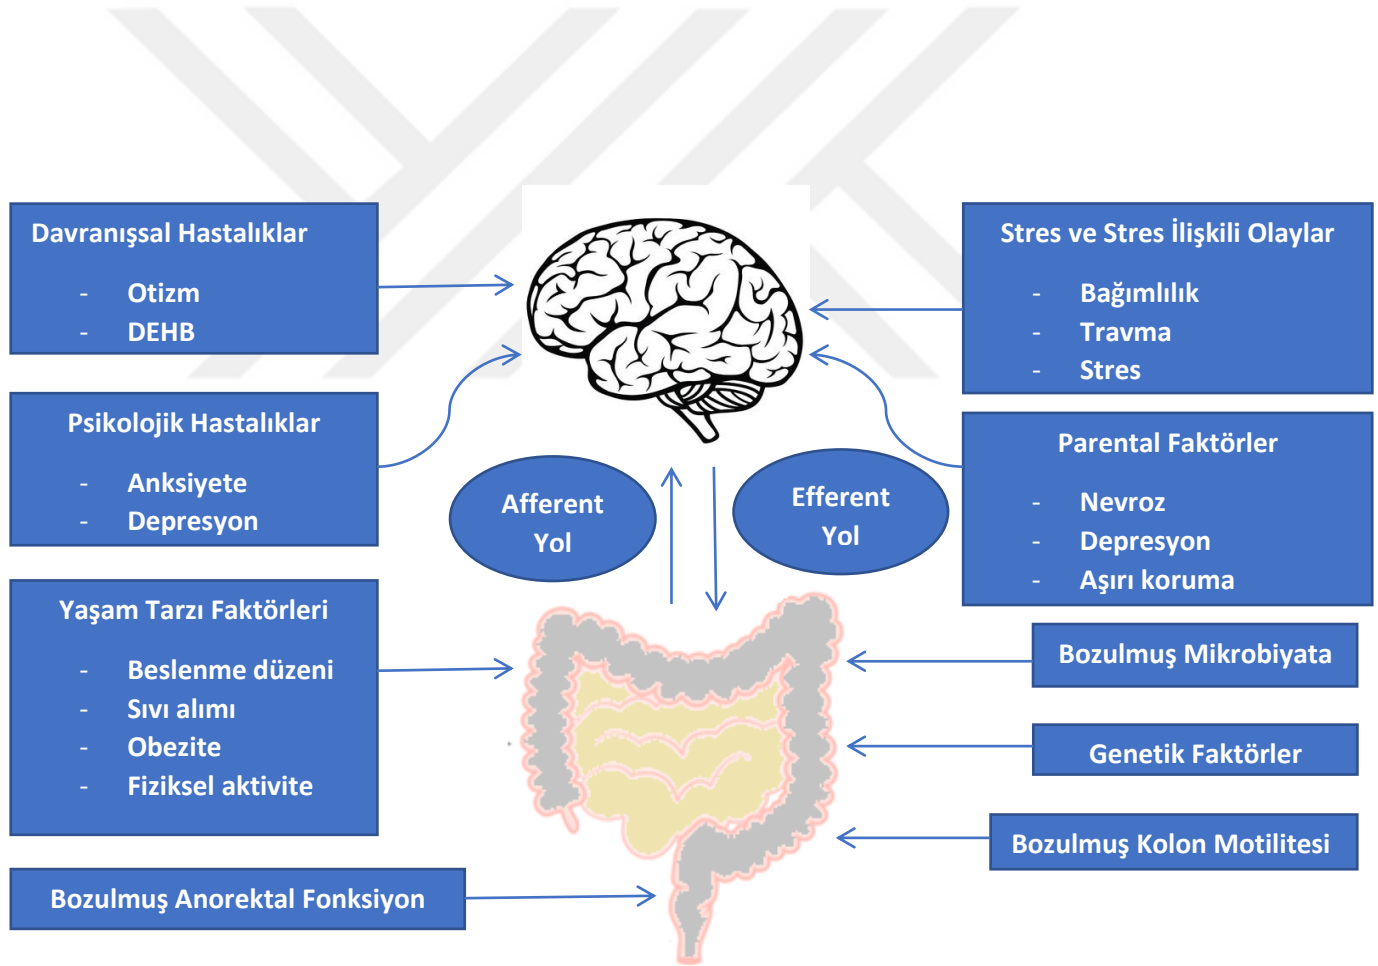 Davranışsal Hastalıklar
- Otizm
- DEHB
Psikolojik Hastalıklar
- Anksiyete
- Depresyon
Yaşam Tarzı Faktörleri
- Beslenme düzeni
- Sıvı alımı
- Obezite
- Fiziksel aktivite
Bozulmuş Anorektal Fonksiyon
Afferent
Yol
Efferent
Yol
Stres ve Stres İlişkili Olaylar
- Bağımlılık
- Travma
- Stres
Parental Faktörler
- Nevroz
- Depresyon
- Aşırı koruma
Bozulmuş Mikrobiyata
Genetik Faktörler
Bozulmuş Kolon Motilitesi